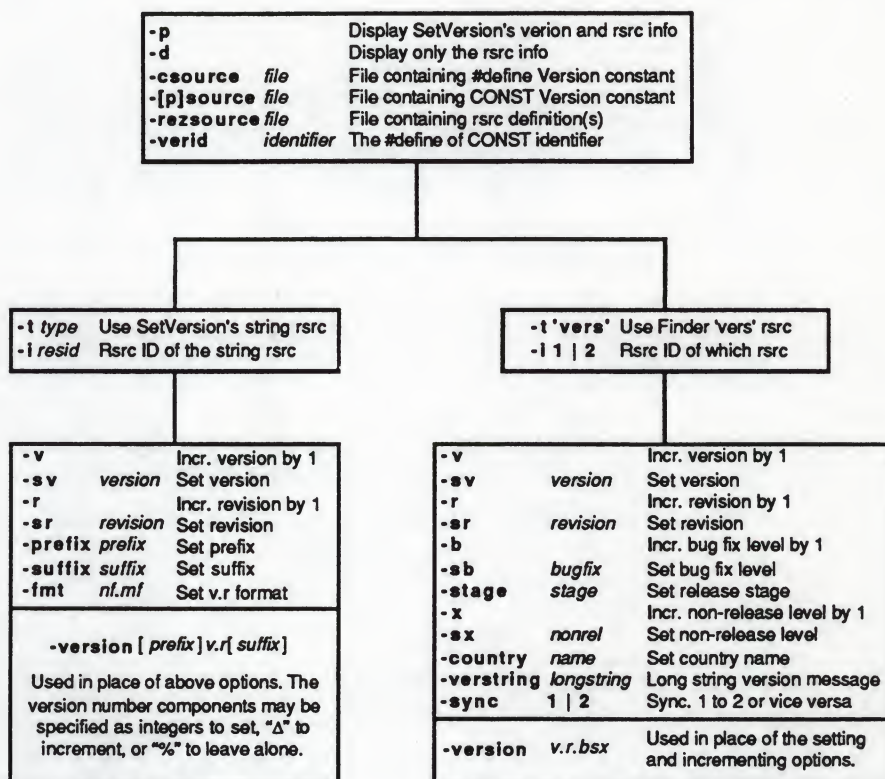 -p Display SetVersion's verion and rsrc info
-d Display only the rsrc info
-csource file File containing #define Version constant
-[p]source file File containing CONST Version constant
-rezsource file File containing rsrc definition(s)
-verid identifier The #define of CONST identifier
-t type Use SetVersion's string rsrc
-i resid Rsrc ID of the string rsrc
-t 'vers' Use Finder 'vers' rsrc
-i 1 | 2 Rsrc ID of which rsrc
-v Incr. version by 1
-sv version Set version
-r Incr. revision by 1
-sr revision Set revision
-prefix prefix Set prefix
-suffix suffix Set suffix
-fmt nf.mf Set v.r format
-version [ prefix ] v.r[ suffix]
Used in place of above options. The
version number components may be
specified as integers to set, "∆" to
increment, or "%" to leave alone.
-v Incr. version by 1
-sv version Set version
-r Incr. revision by 1
-sr revision Set revision
-b Incr. bug fix level by 1
-sb bugfix Set bug fix level
-stage stage Set release stage
-x Incr. non-release level by 1
-sx nonrel Set non-release level
-country name Set country name
-verstring longstring Long string version message
-sync 1 | 2 Sync. 1 to 2 or vice versa
-version v.r.bsx Used in place of the setting
and incrementing options.